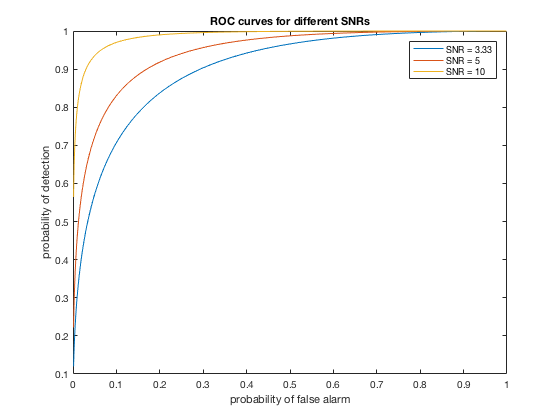 ROC curves for different SNRs
SNR = 3.33
SNR = 5
SNR = 10
probability of detection
1
0.9
0.8
0.7
0.6
0.5
0.4
0.3
0.2
0.1
0 0.1 0.2 0.3 0.4 0.5 0.6 0.7 0.8 0.9 1
probability of false alarm